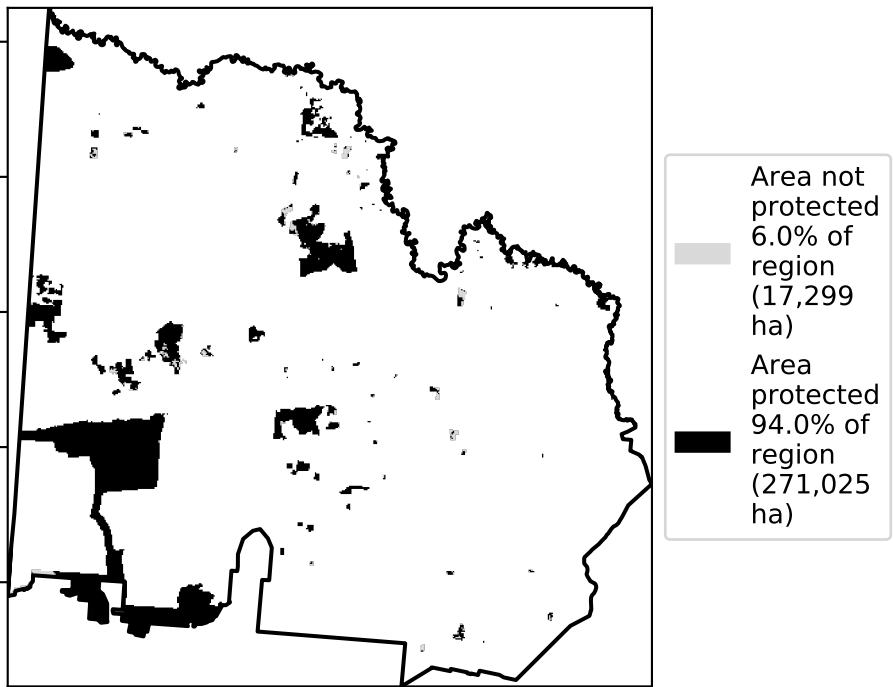 Area not
protected
6.0% of
region
(17,299
ha)
Area
protected
94.0% of
region
(271,025
ha)